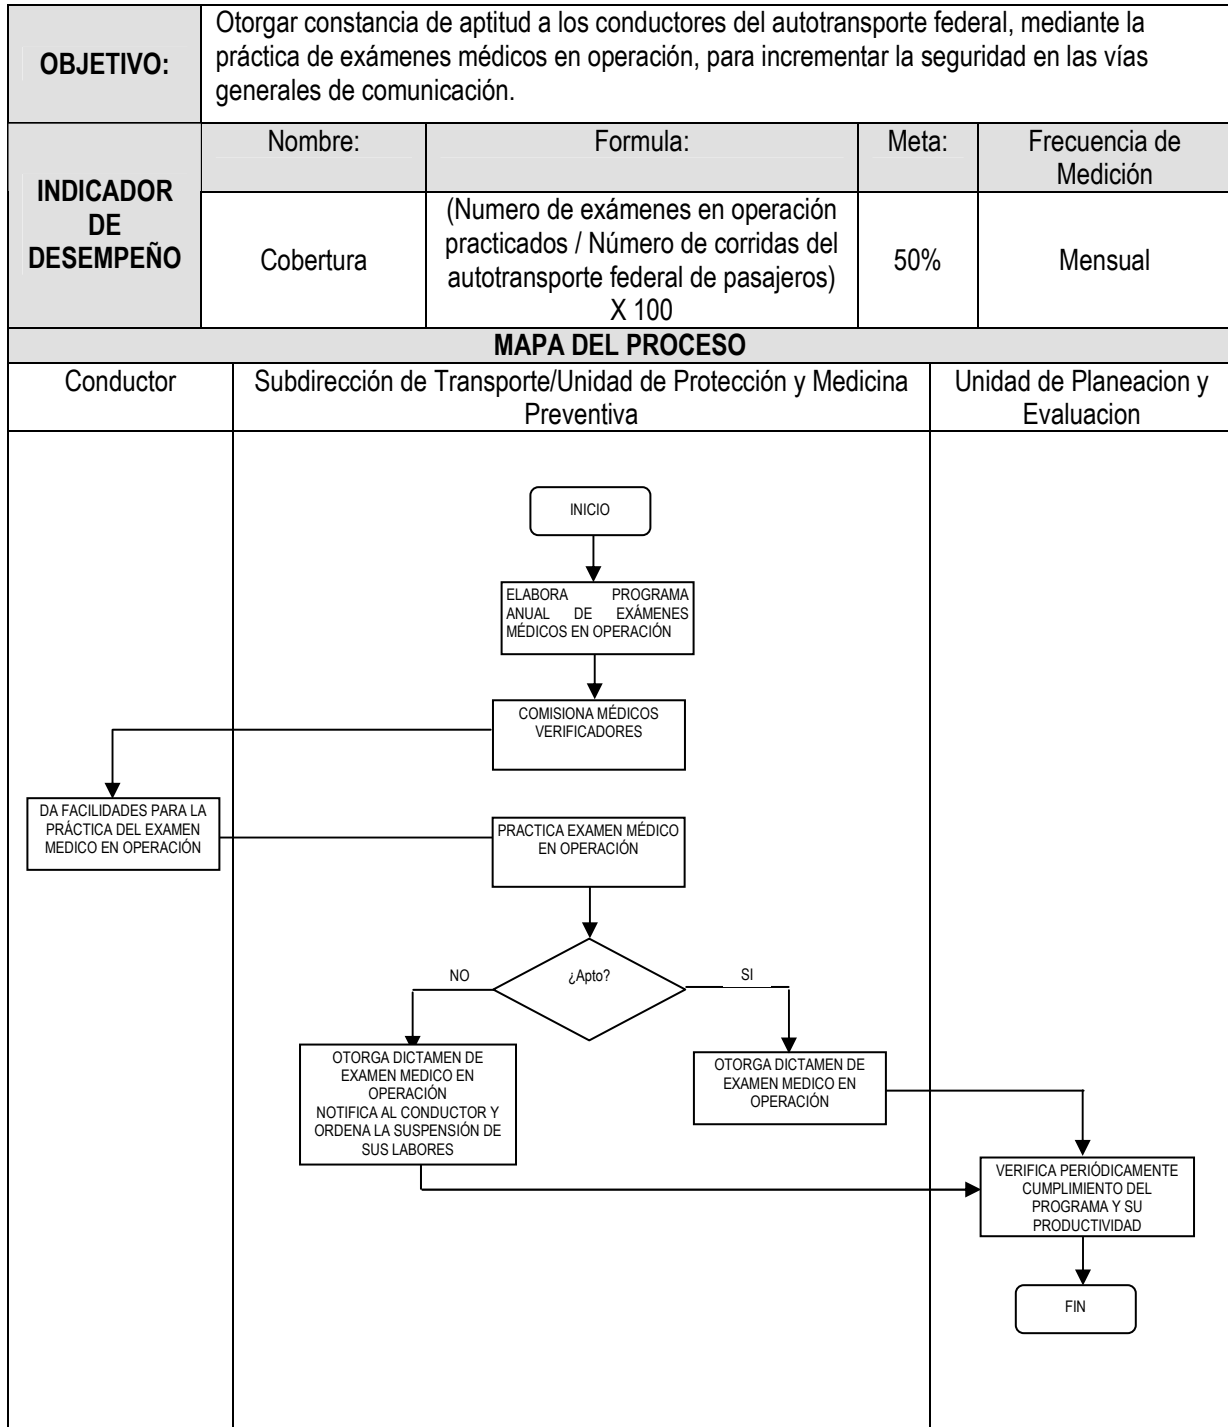 OBJETIVO:
Otorgar constancia de aptitud a los conductores del autotransporte federal, mediante la
práctica de exámenes médicos en operación, para incrementar la seguridad en las vías
generales de comunicación.
INDICADOR
DE
DESEMPEÑO
Nombre:
Formula:
Meta:
Frecuencia de
Medición
Cobertura
(Numero de exámenes en operación
practicados / Número de corridas del
autotransporte federal de pasajeros)
X 100
50%
Mensual
MAPA DEL PROCESO
Conductor
Subdirección de Transporte/Unidad de Protección y Medicina
Preventiva
Unidad de Planeacion y
Evaluacion
INICIO
ELABORA PROGRAMA
ANUAL DE EXÁMENES
MÉDICOS EN OPERACIÓN
COMISIONA MÉDICOS
VERIFICADORES
DA FACILIDADES PARA LA
PRÁCTICA DEL EXAMEN
MEDICO EN OPERACIÓN
PRACTICA EXAMEN MÉDICO
EN OPERACIÓN
¿Apto?
NO
SI
OTORGA DICTAMEN DE
EXAMEN MEDICO EN
OPERACIÓN
NOTIFICA AL CONDUCTOR Y
ORDENA LA SUSPENSIÓN DE
SUS LABORES
OTORGA DICTAMEN DE
EXAMEN MEDICO EN
OPERACIÓN
VERIFICA PERIÓDICAMENTE
CUMPLIMIENTO DEL
PROGRAMA Y SU
PRODUCTIVIDAD
FIN